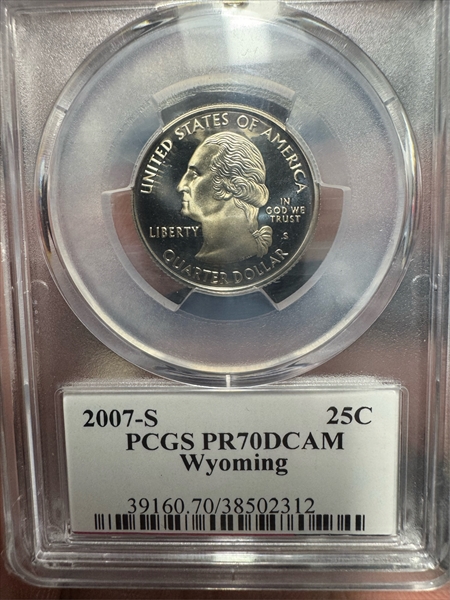 UNITED STATES OF AMERICA
LIBERTY
IN
GOD WE
TRUST
S
QUARTER DOLLAR
2007-S 25C
PCGS PR70DCAM
Wyoming
39160.70/38502312